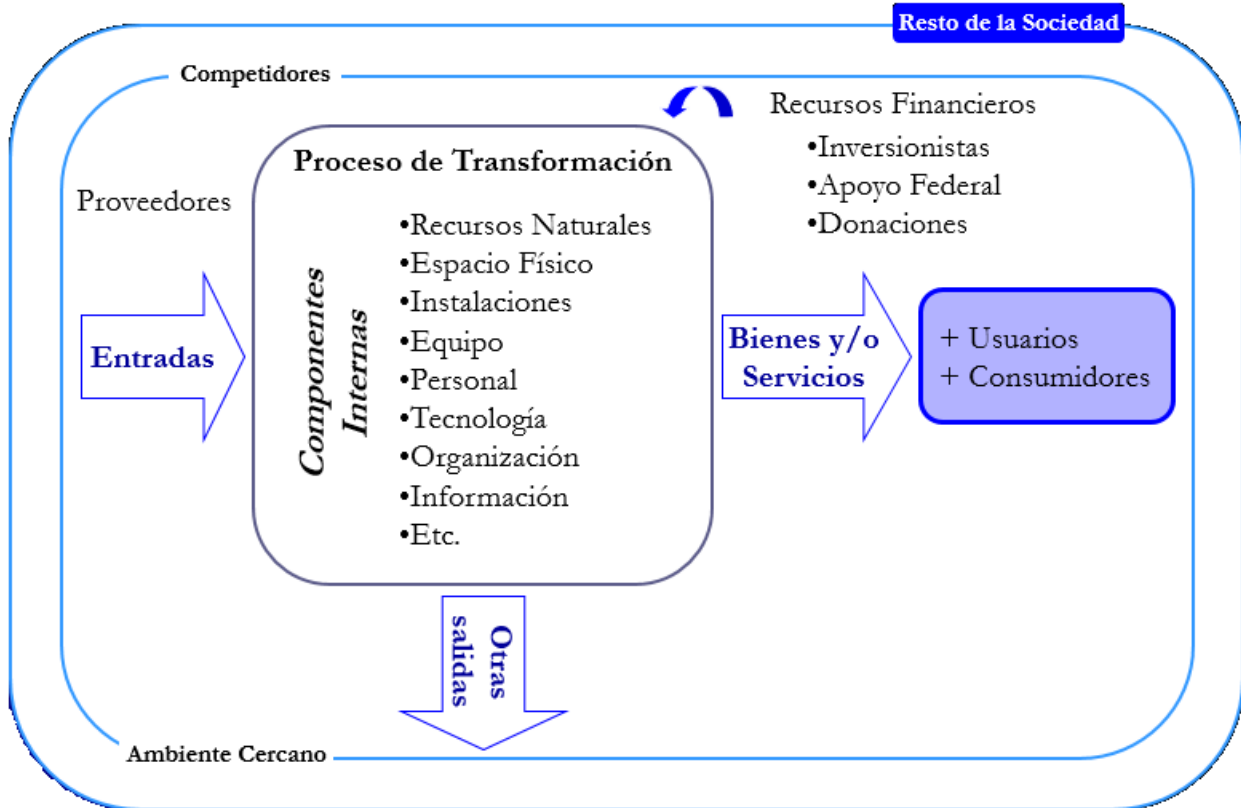 Resto de la Sociedad
Competidores
Recursos Financieros
•Inversionistas
•Apoyo Federal
•Donaciones
Proceso de Transformación
Proveedores
Entradas
Componentes
Internas
•Recursos Naturales
•Espacio Físico
•Instalaciones
•Equipo
•Personal
•Tecnología
•Organización
•Información
•Etc.
Bienes y/o
Servicios
+ Usuarios
+ Consumidores
Otras
salidas
Ambiente Cercano